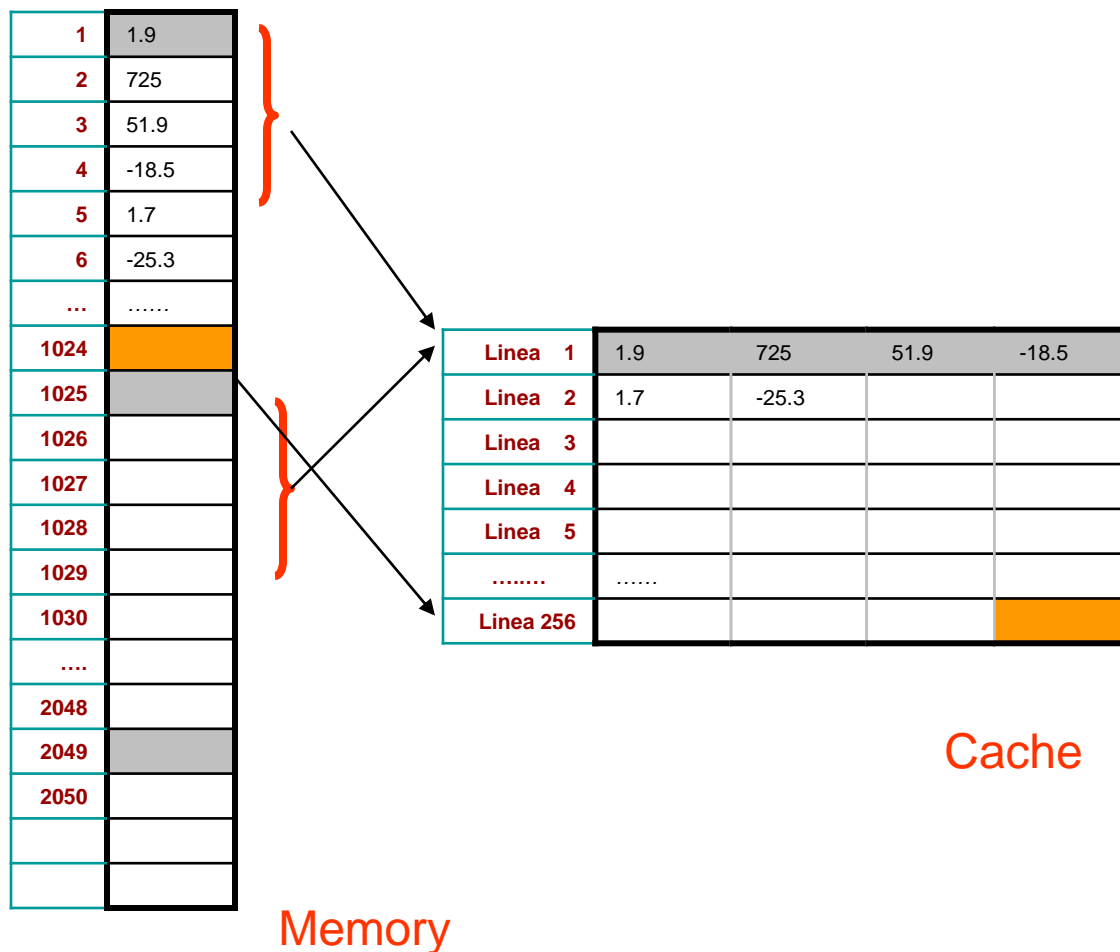 1 1.9
2 725
3 51.9
4 -18.5
5 1.7
6 -25.3
… ……
1024
1025
1026
1027
1028
1029
1030
….
2048
2049
2050
Linea 1 1.9 725 51.9 -18.5
Linea 2 1.7 -25.3
Linea 3
Linea 4
Linea 5
…..… ……
Linea 256
Cache
Memory